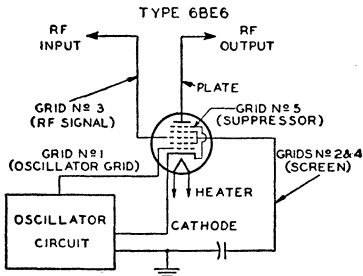 TYPE 6BE6
RF
INPUT
RF
OUTPUT
PLATE
GRID Nº 3
(RF SIGNAL)
GRID Nº 5
(SUPPRESSOR)
GRID Nº 1
(OSCILLATOR GRID)
GRIDS Nº 2&4
(SCREEN)
HEATER
CATHODE
OSCILLATOR
CIRCUIT